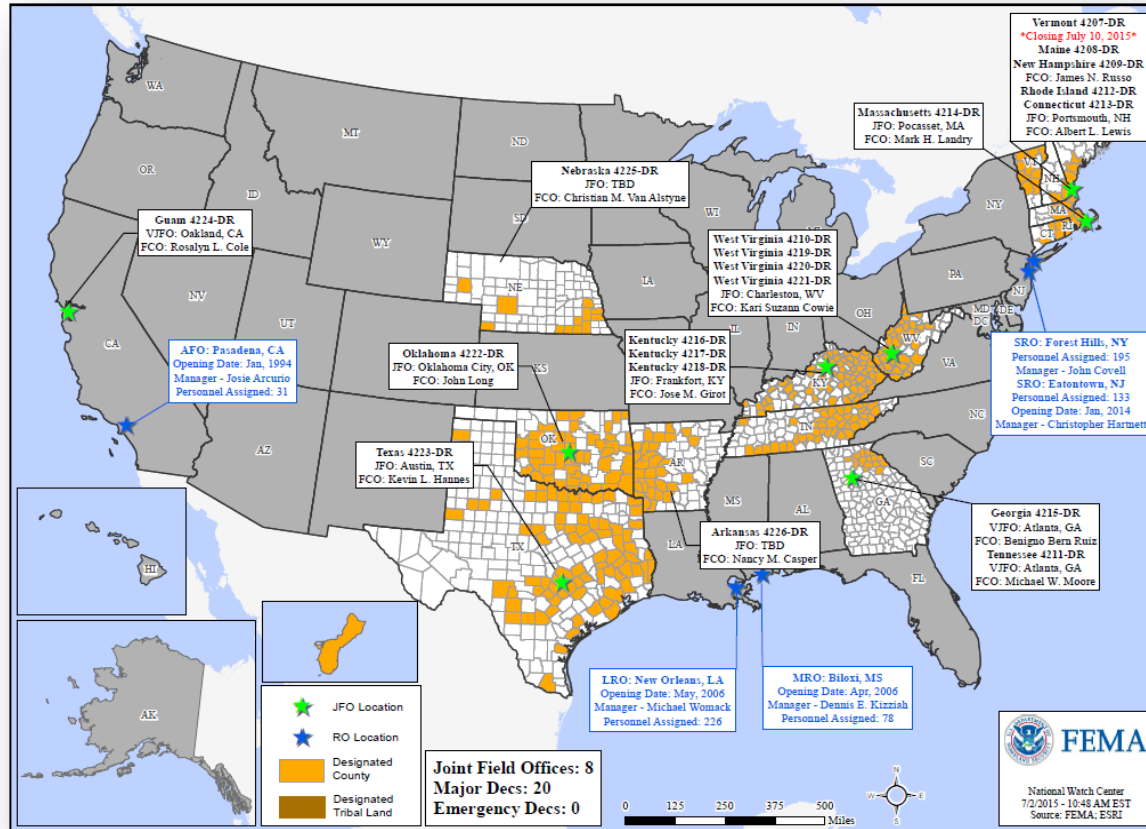 Vermont 4207-DR
*Closing July 10, 2015*
Maine 4208-DR
New Hampshire 4209-DR
FCO: James N. Russo
Rhode Island 4212-DR
Connecticut 4213-DR
JFO: Portsmouth, NH
FCO: Albert L. Lewis
Massachusetts 4214-DR
JFO: Pocasset, MA
FCO: Mark H. Landry
Nebraska 4225-DR
JFO: TBD
FCO: Christian M. Van Alstyne
Guam 4224-DR
VJFO: Oakland, CA
FCO: Rosalyn L. Cole
West Virginia 4210-DR
West Virginia 4219-DR
West Virginia 4220-DR
West Virginia 4221-DR
JFO: Charleston, WV
FCO: Kari Suzann Cowie
AFO: Pasadena, CA
Opening Date: Jan, 1994
Manager - Josie Arcurio
Personnel Assigned: 31
Oklahoma 4222-DR
JFO: Oklahoma City, OK
FCO: John Long
Kentucky 4216-DR
Kentucky 4217-DR
Kentucky 4218-DR
JFO: Frankfort, KY
FCO: Jose M. Girot
SRO: Forest Hills, NY
Personnel Assigned: 195
Manager - John Covell
SRO: Eatontown, NJ
Personnel Assigned: 133
Opening Date: Jan, 2014
Manager - Christopher Hartnett
Texas 4223-DR
JFO: Austin, TX
FCO: Kevin L. Hannes
Arkansas 4226-DR
JFO: TBD
FCO: Nancy M. Casper
Georgia 4215-DR
VJFO: Atlanta, GA
FCO: Benigno Bern Ruiz
Tennessee 4211-DR
VJFO: Atlanta, GA
FCO: Michael W. Moore
LRO: New Orleans, LA
Opening Date: May, 2006
Manager - Michael Womack
Personnel Assigned: 226
MRO: Biloxi, MS
Opening Date: Apr, 2006
Manager - Dennis E. Kizziah
Personnel Assigned: 78
WA
MT
ND
OR
ID
SD
WY
WI
NY
VT
NH
MA
CT
RI
NV
UT
CA
NE
IA
IL
IN
OH
PA
NJ
MD
DC
DE
WV
VA
KS
KY
NC
AZ
OK
AR
TN
SC
TX
LA
MS
AL
GA
FL
HI
AK
JFO Location
RO Location
Designated
County
Designated
Tribal Land
Joint Field Offices: 8
Major Decs: 20
Emergency Decs: 0
0 125 250 500
Miles
N
W
E
S
FEMA
National Watch Center
7/2/2015 - 10:48 AM EST
Source: FEMA; ESRI